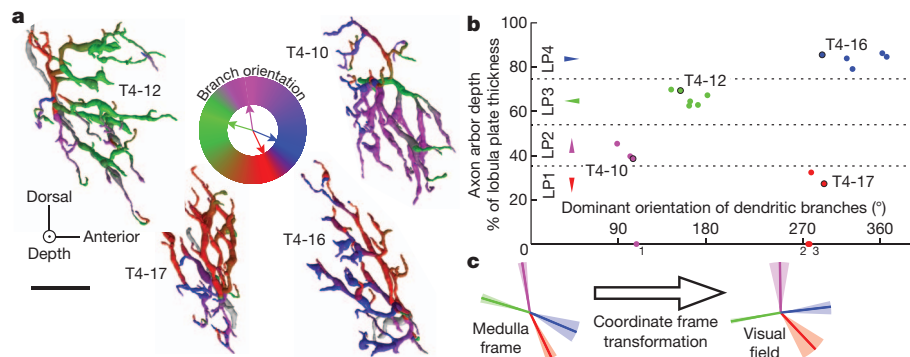 a
T4-12
T4-10
Branch orientation
Dorsal
Anterior
Depth
T4-17
T4-16
b
Axon arbor depth
% of lobula plate thickness
100
80
60
40
20
0
LP4
LP3
LP2
LP1
T4-16
T4-12
T4-10
T4-17
Dominant orientation of dendritic branches (°)
0 90 180 270 360
1 2 3
c
Medulla
frame
Coordinate frame
transformation
Visual
field